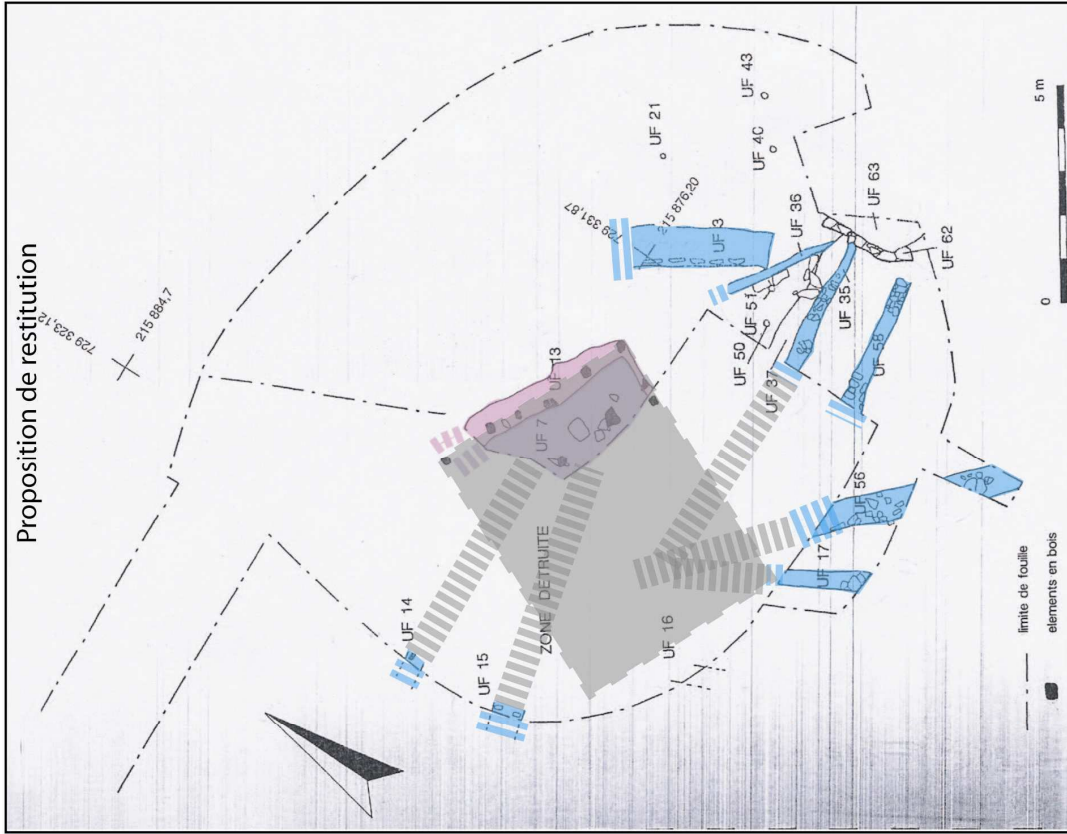 Proposition de restitution
729 323,12
215 884,7
UF 43
UF 21
UF 40
729 331,87
215 876,20
UF 3
UF 36
UF 63
UF 62
UF 51
UF 50
UF 35
UF 37
UF 58
UF 13
UF 7
UF 14
UF 15
ZONE DETRUITE
UF 16
UF 17
UF 56
0
5 m
limite de fouille
elements en bois